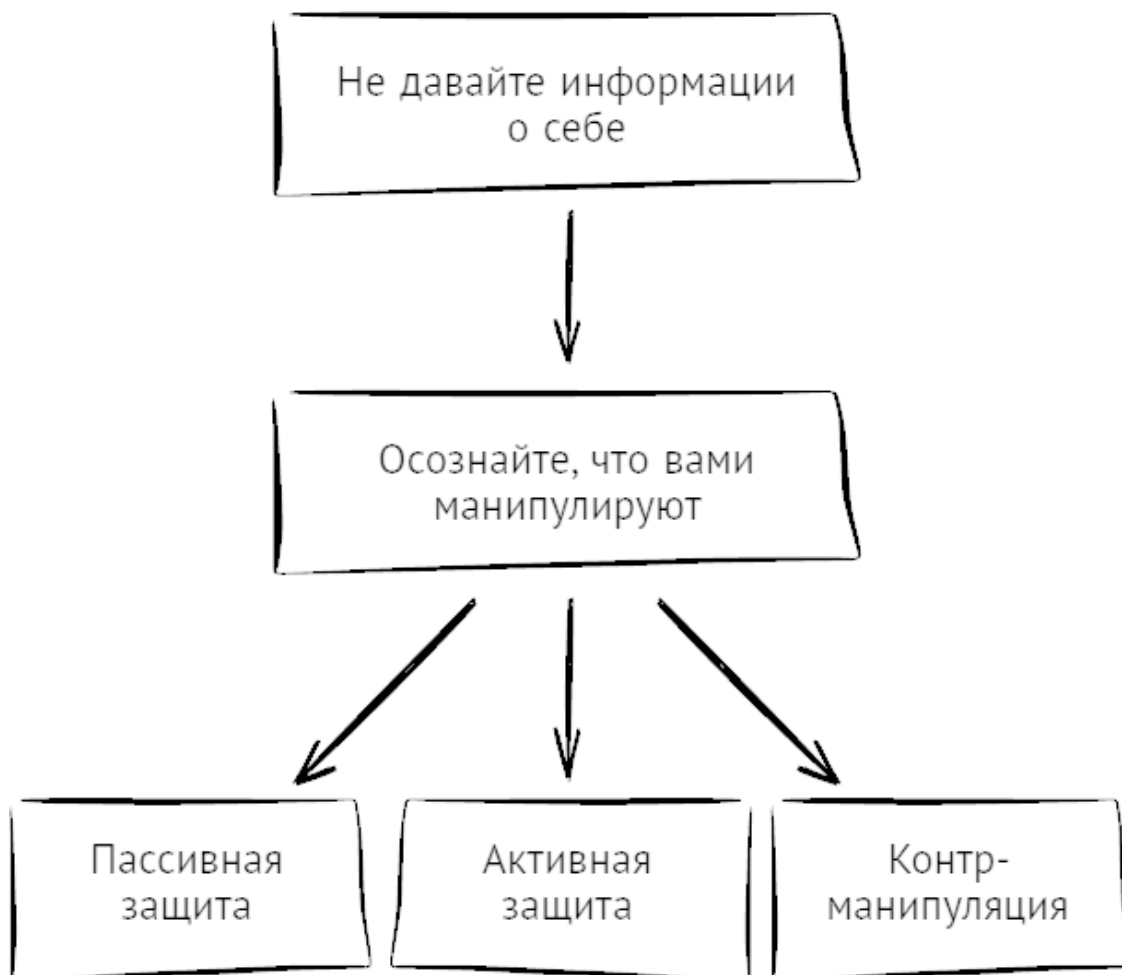 Не давайте информации
о себе
Осознайте, что вами
манипулируют
Пассивная
защита
Активная
защита
Контр-
манипуляция